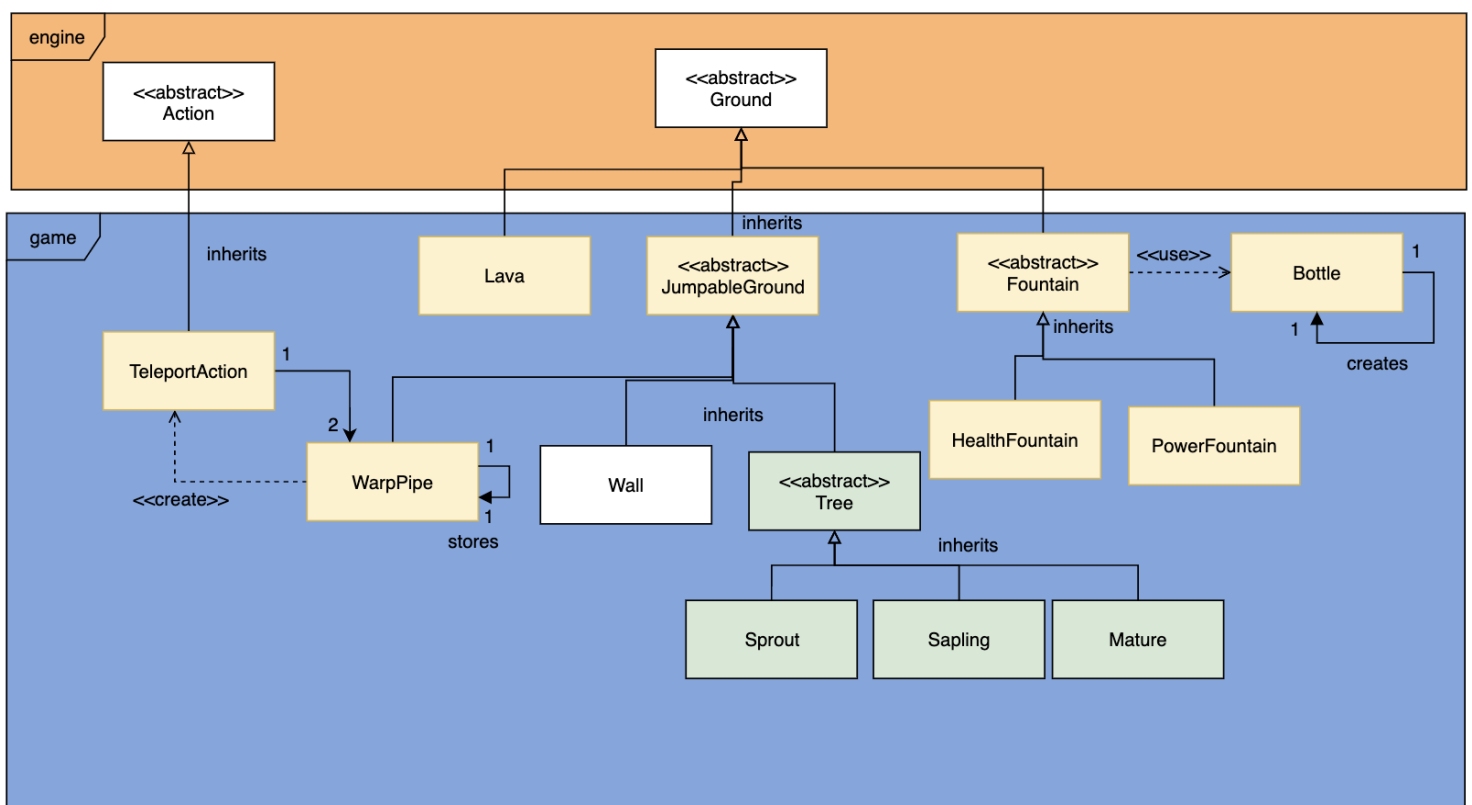 engine
<<abstract>>
Action
<<abstract>>
Ground
game
inherits
inherits
Lava
<<abstract>>
JumpableGround
<<abstract>>
Fountain
<<use>>
Bottle
1
1
creates
inherits
TeleportAction
1
2
<<create>>
WarpPipe
1
1
stores
inherits
Wall
<<abstract>>
Tree
HealthFountain
PowerFountain
inherits
Sprout
Sapling
Mature